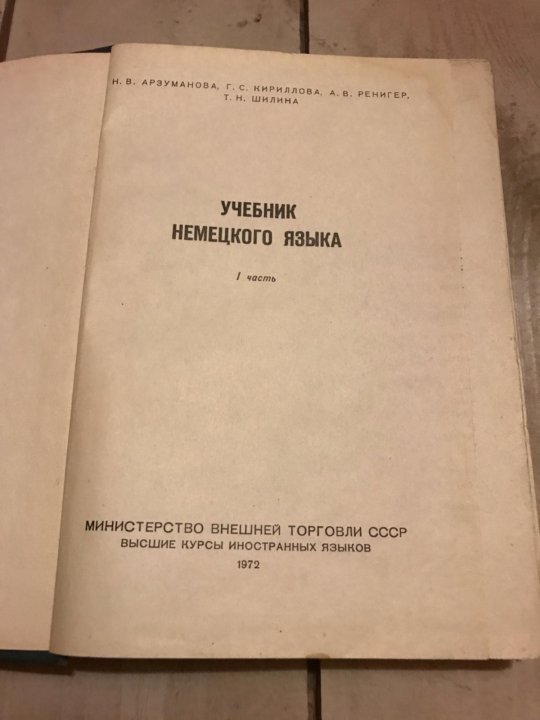 Н. В. АРЗУМАНОВА, Г. С. КИРИЛЛОВА, А. В. РЕНИГЕР,
Т. Н. ШИЛИНА
УЧЕБНИК
НЕМЕЦКОГО ЯЗЫКА
I часть
МИНИСТЕРСТВО ВНЕШНЕЙ ТОРГОВЛИ СССР
ВЫСШИЕ КУРСЫ ИНОСТРАННЫХ ЯЗЫКОВ
1972